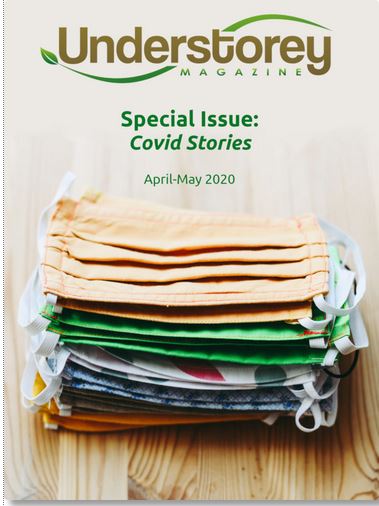 Understorey
MAGAZINE
Special Issue:
Covid Stories
April-May 2020